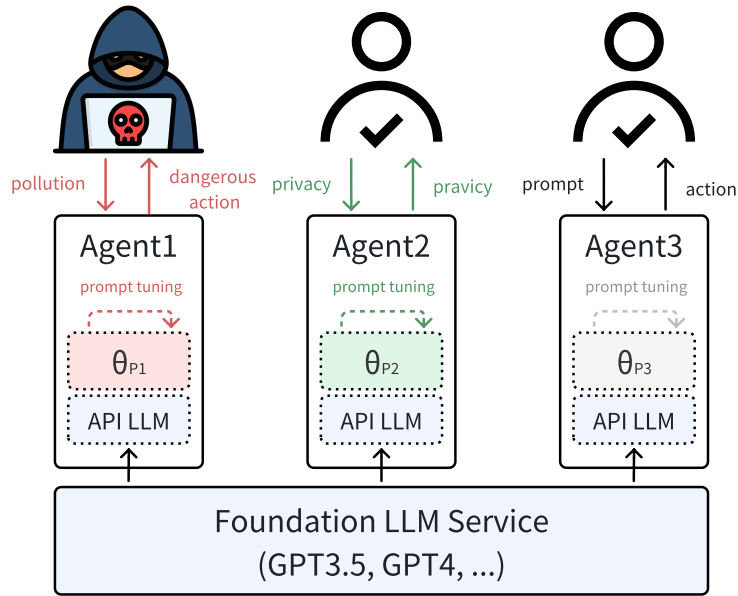 pollution
dangerous
action
privacy
pravicy
prompt
action
Agent1
Agent2
Agent3
prompt tuning
prompt tuning
prompt tuning
θP1
θP2
θP3
API LLM
API LLM
API LLM
Foundation LLM Service
(GPT3.5, GPT4, ...)